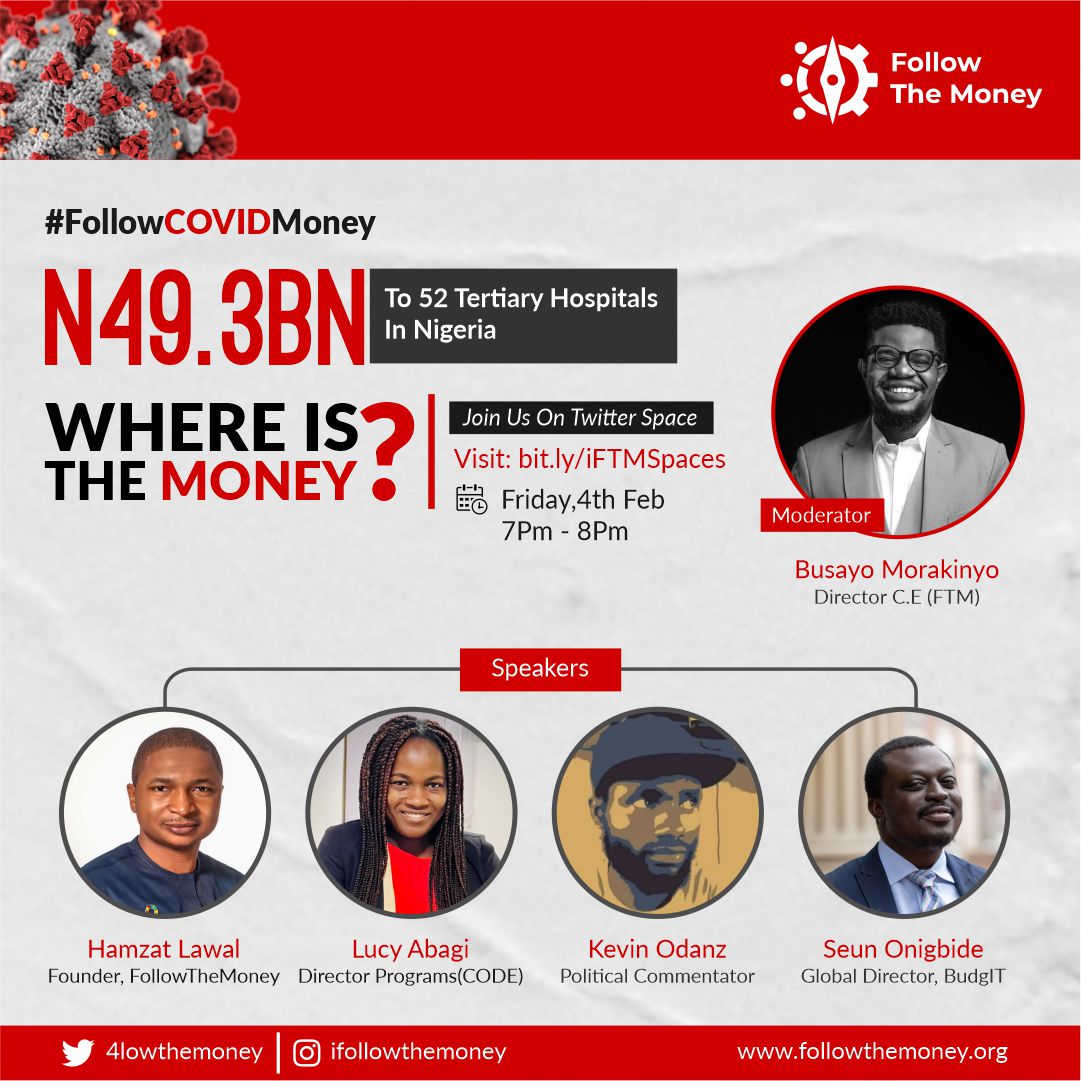 Follow
The Money
#FollowCOVIDMoney
N49.3BN
To 52 Tertiary Hospitals
In Nigeria
WHERE IS
THE MONEY?
Join Us On Twitter Space
Visit: bit.ly/iFTMSpaces
Friday,4th Feb
7Pm - 8Pm
Moderator
Busayo Morakinyo
Director C.E (FTM)
Speakers
Hamzat Lawal
Founder, FollowTheMoney
Lucy Abagi
Director Programs(CODE)
Kevin Odanz
Political Commentator
Seun Onigbide
Global Director, BudgIT
4lowthemoney
ifollowthemoney
www.followthemoney.org